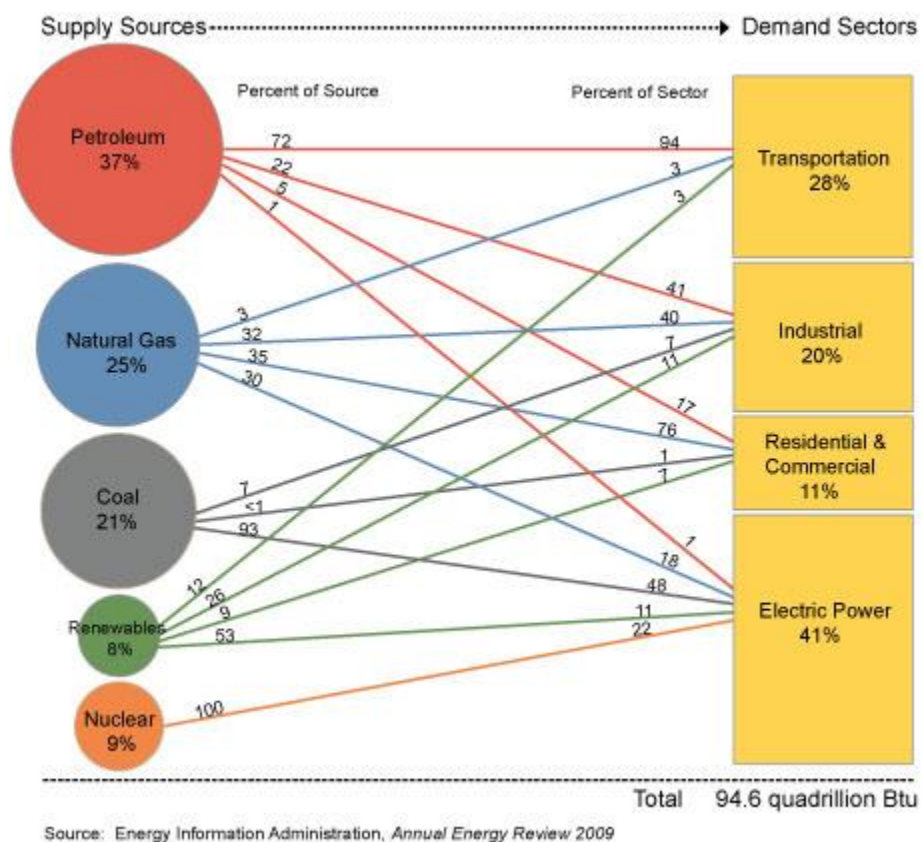 Supply Sources
Demand Sectors
Percent of Source
Percent of Sector
Petroleum
37%
72
22
5
1
Natural Gas
25%
3
32
35
30
Coal
21%
7
<1
93
Renewables
8%
12
26
9
53
Nuclear
9%
100
94
3
3
Transportation
28%
41
40
7
11
Industrial
20%
17
76
1
7
Residential &
Commercial
11%
1
18
48
11
22
Electric Power
41%
Total 94.6 quadrillion Btu
Source: Energy Information Administration, Annual Energy Review 2009